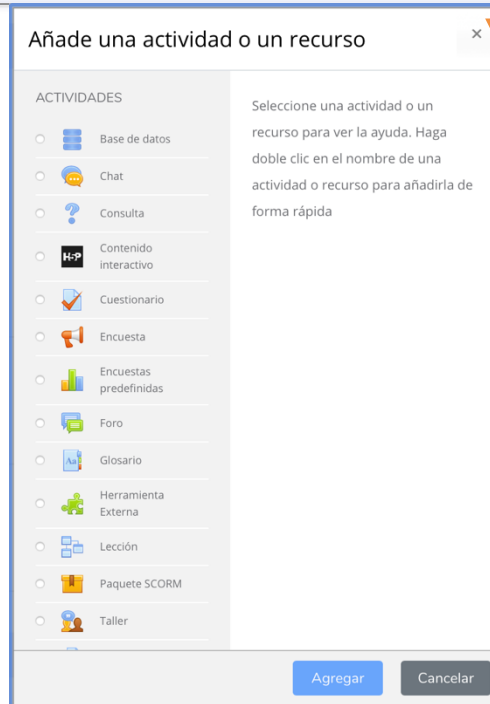 Añade una actividad o un recurso
×
ACTIVIDADES
Base de datos
Chat
Consulta
H-P
Contenido
interactivo
Cuestionario
Encuesta
Encuestas
predefinidas
Foro
Aa
Glosario
Herramienta
Externa
Lección
Paquete SCORM
Taller
Seleccione una actividad o un
recurso para ver la ayuda. Haga
doble clic en el nombre de una
actividad o recurso para añadirla de
forma rápida
Agregar
Cancelar